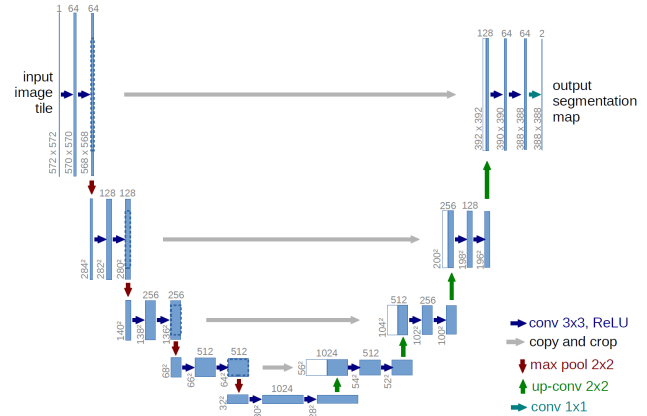 1 64 64
128 64 64 2
input
image
tile
output
segmentation
map
572 x 572
570 x 570
568 x 568
392 x 392
390 x 390
388 x 388
388 x 388
128 128
256 128
284²
282²
280²
200²
198²
196²
256 256
512 256
140²
138²
136²
104²
102²
100²
512 512
1024 512
68²
66²
64²
56²
54²
52²
1024
32²
30²
28²
conv 3x3, ReLU
copy and crop
max pool 2x2
up-conv 2x2
conv 1x1